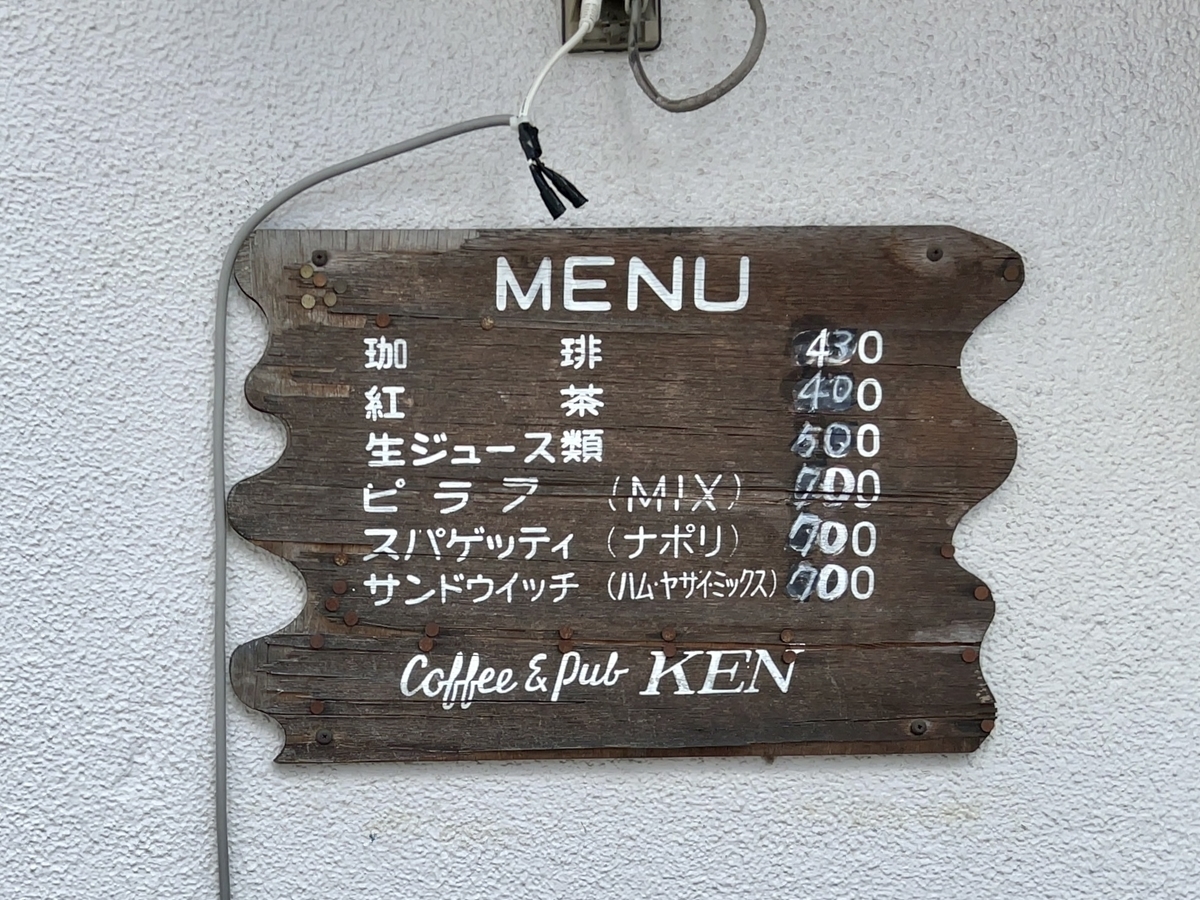 MENU
珈琲 430
紅茶 400
生ジュース類 500
ピラフ (MIX) 700
スパゲッティ (ナポリ) 700
サンドウイッチ (ハム・ヤサイ・ミックス) 700
Coffee & Pub KEN